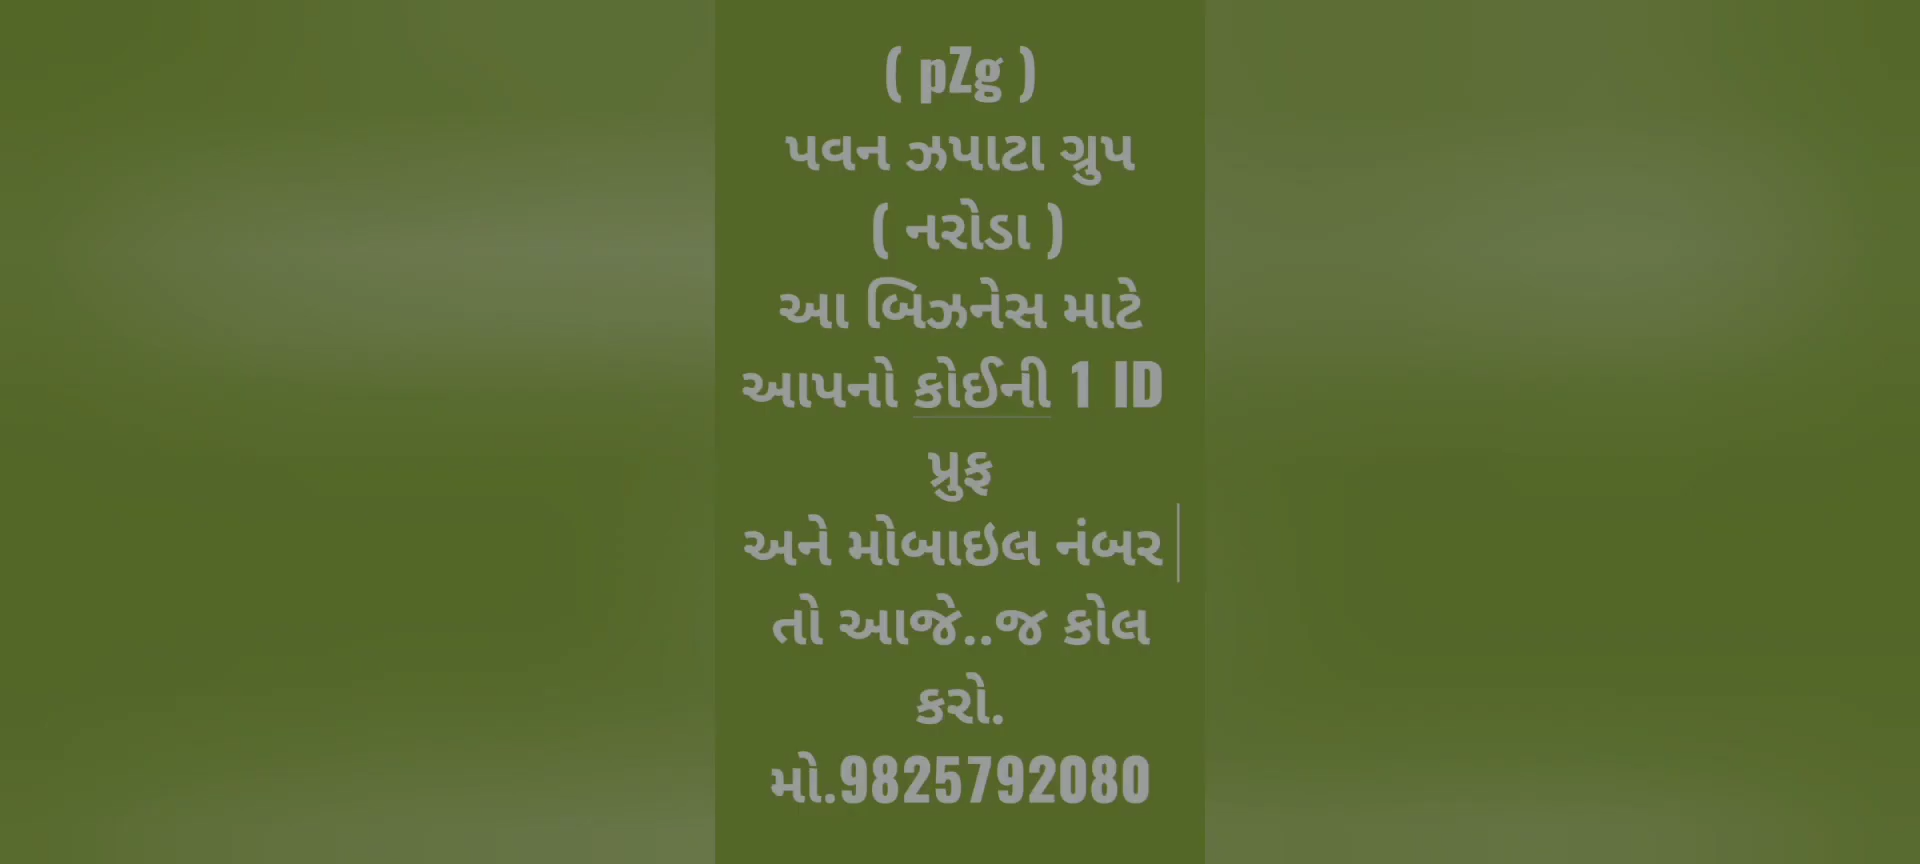 ( pZg )
પવન ઝપાટા ગ્રુપ
( નરોડા )
આ બિઝનેસ માટે
આપનો કોઈની 1 ID
પ્રુફ
અને મોબાઇલ નંબર
તો આજે..જ કોલ
કરો.
મો.9825792080